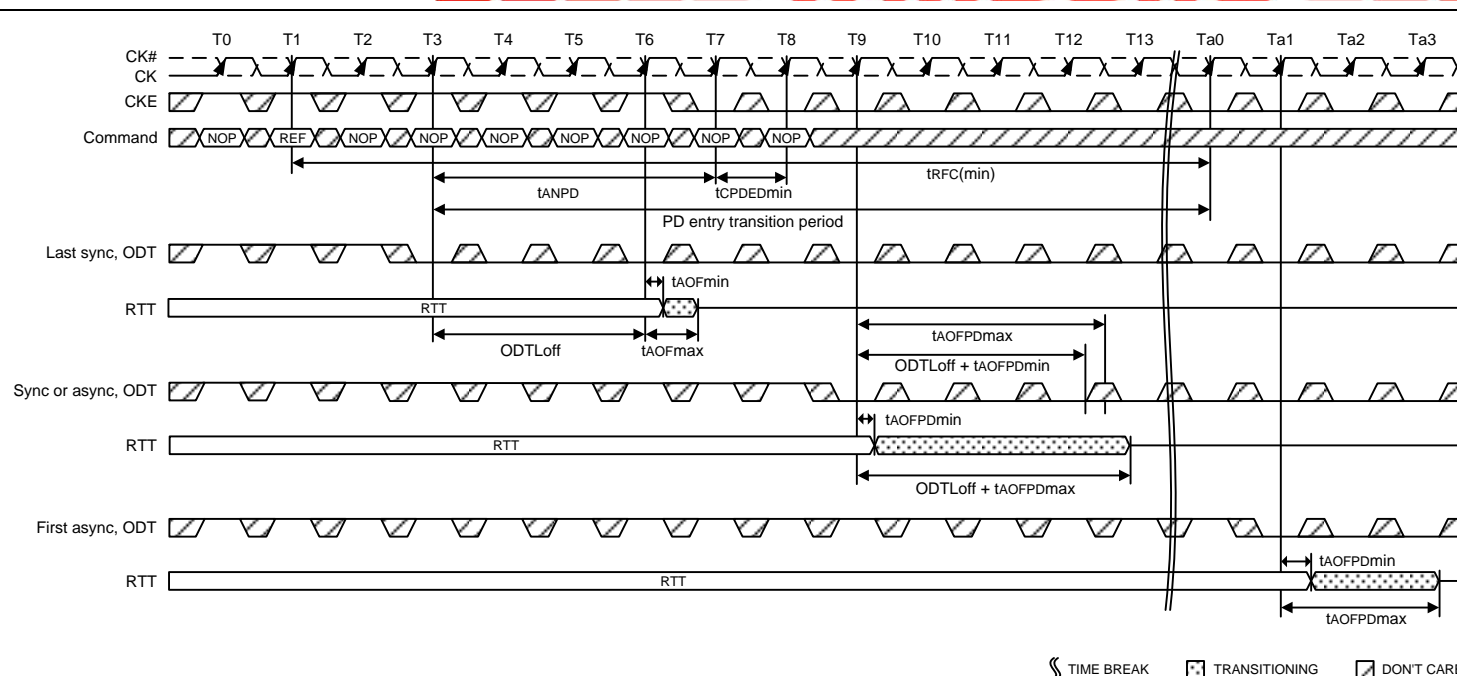 T0 T1 T2 T3 T4 T5 T6 T7 T8 T9 T10 T11 T12 T13 Ta0 Ta1 Ta2 Ta3
CK#
CK
CKE
Command NOP REF NOP NOP NOP NOP NOP NOP NOP
tRFC(min)
tANPD tCPDEDmin
PD entry transition period
Last sync, ODT
tAOFmin
RTT RTT
ODTLoff tAOFmax
tAOFPDmax
ODTLoff + tAOFPDmin
Sync or async, ODT
tAOFPDmin
RTT RTT
ODTLoff + tAOFPDmax
First async, ODT
tAOFPDmin
RTT RTT
tAOFPDmax
TIME BREAK TRANSITIONING DON'T CARE